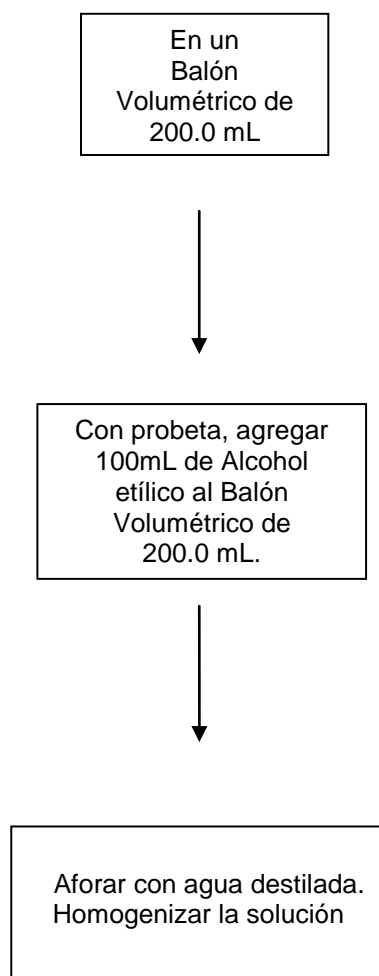 En un
Balón
Volumétrico de
200.0 mL
Con probeta, agregar
100mL de Alcohol
etílico al Balón
Volumétrico de
200.0 mL.
Aforar con agua destilada.
Homogenizar la solución